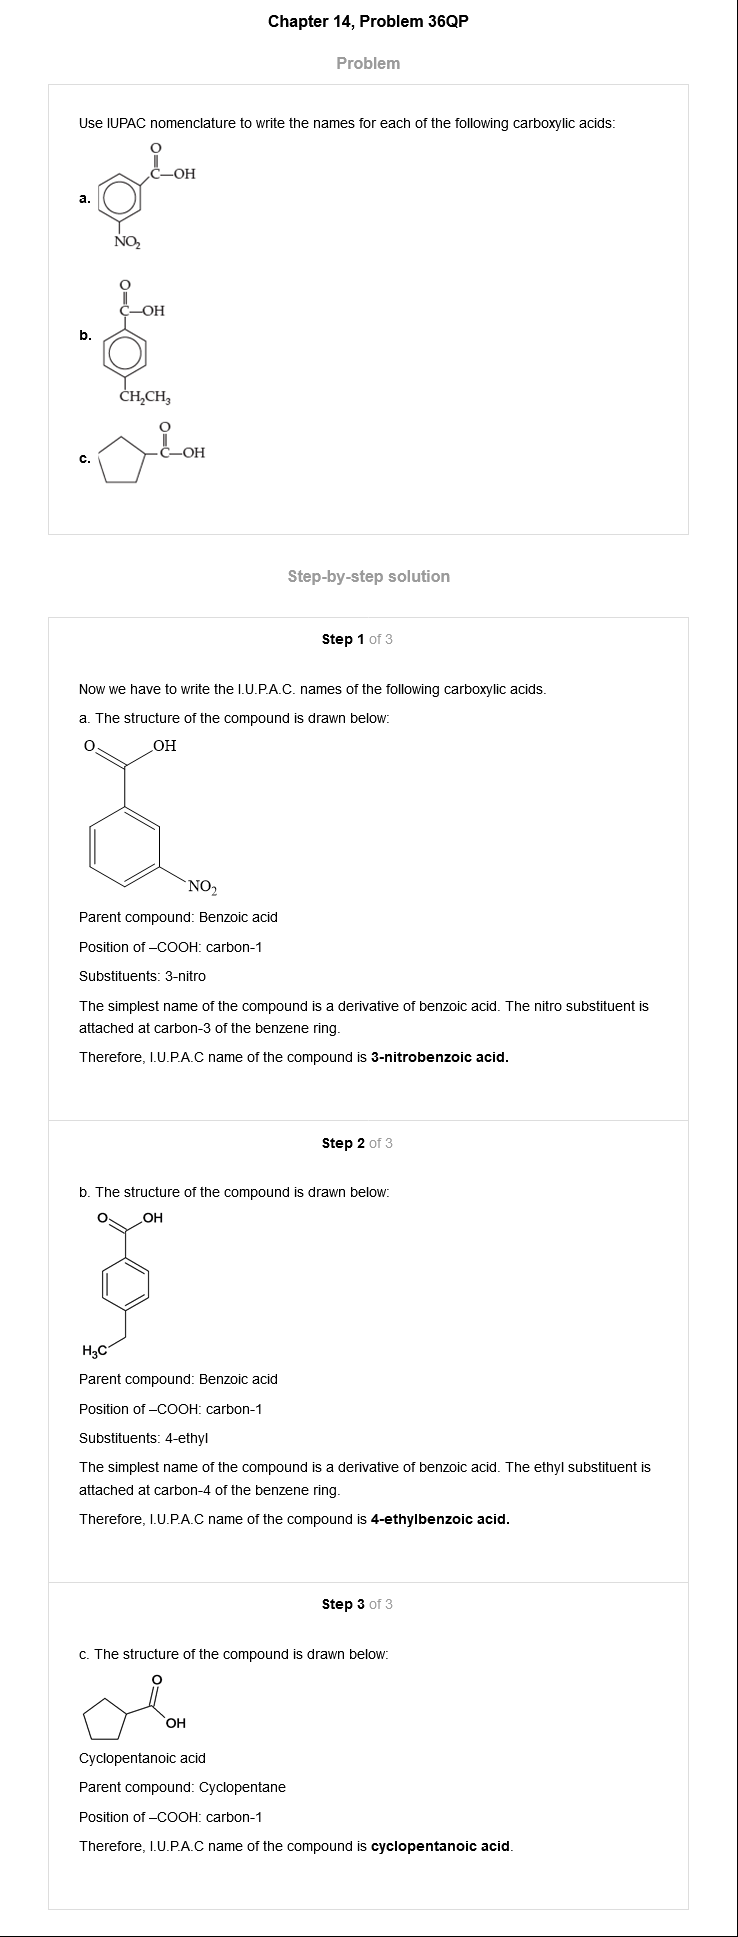 Chapter 14, Problem 36QP
Problem
Use IUPAC nomenclature to write the names for each of the following carboxylic acids:
O
C—OH
a.
NO₂
O
C—OH
b.
CH₂CH₃
O
C—OH
c.
Step-by-step solution
Step 1 of 3
Now we have to write the I.U.P.A.C. names of the following carboxylic acids.
a. The structure of the compound is drawn below:
O OH
NO₂
Parent compound: Benzoic acid
Position of –COOH: carbon-1
Substituents: 3-nitro
The simplest name of the compound is a derivative of benzoic acid. The nitro substituent is
attached at carbon-3 of the benzene ring.
Therefore, I.U.P.A.C name of the compound is 3-nitrobenzoic acid.
Step 2 of 3
b. The structure of the compound is drawn below:
O OH
H₃C
Parent compound: Benzoic acid
Position of –COOH: carbon-1
Substituents: 4-ethyl
The simplest name of the compound is a derivative of benzoic acid. The ethyl substituent is
attached at carbon-4 of the benzene ring.
Therefore, I.U.P.A.C name of the compound is 4-ethylbenzoic acid.
Step 3 of 3
c. The structure of the compound is drawn below:
O
OH
Cyclopentanoic acid
Parent compound: Cyclopentane
Position of –COOH: carbon-1
Therefore, I.U.P.A.C name of the compound is cyclopentanoic acid.